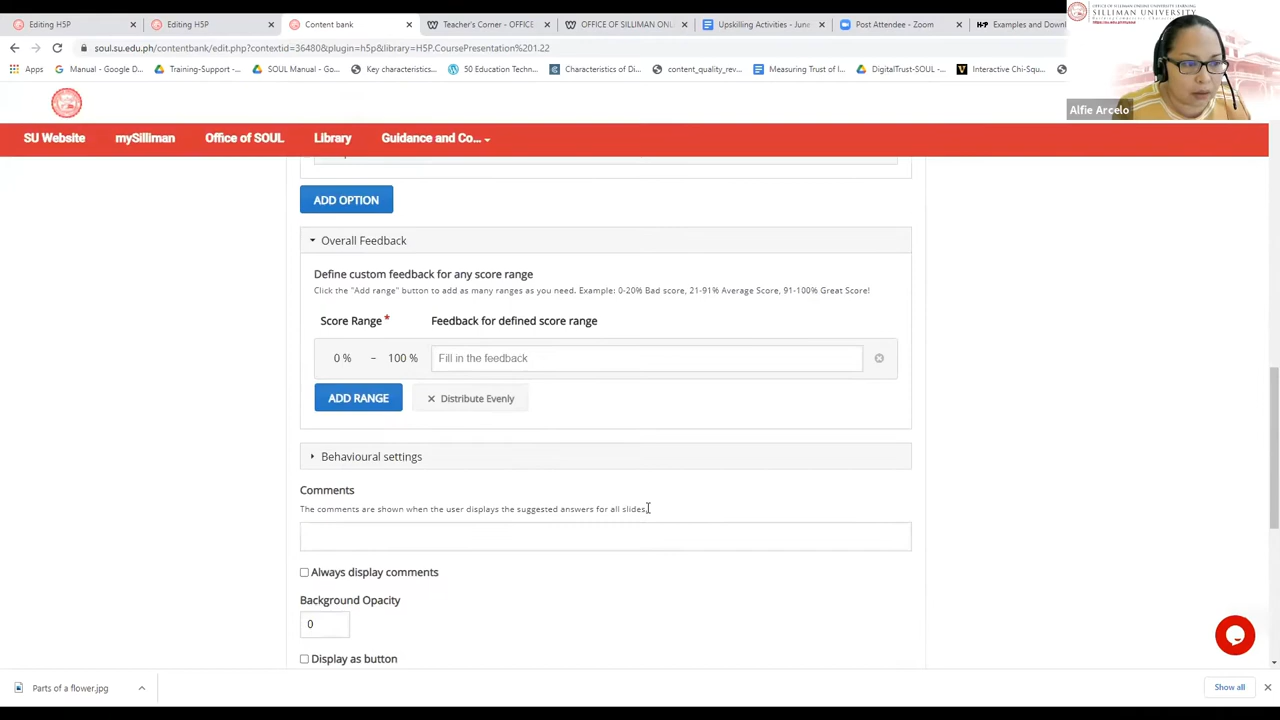 Editing H5P
Editing H5P
Content bank
Teacher's Corner - OFFICE
OFFICE OF SILLIMAN ONL
Upskilling Activities - June
Post Attendee - Zoom
Examples and Down
soul.su.edu.ph/contentbank/edit.php?contextid=36480&plugin=h5p&library=H5P.CoursePresentation%201.22
Apps
Manual - Google D...
Training-Support -...
SOUL Manual - Go...
Key characteristics...
50 Education Techn...
Characteristics of Di...
content_quality_rev...
Measuring Trust of I...
DigitalTrust-SOUL -...
Interactive Chi-Squ...
SILLIMAN UNIVERSITY
Alfie Arcelo
SU Website
mySilliman
Office of SOUL
Library
Guidance and Co...
ADD OPTION
Overall Feedback
Define custom feedback for any score range
Click the "Add range" button to add as many ranges as you need. Example: 0-20% Bad score, 21-91% Average Score, 91-100% Great Score!
Score Range * Feedback for defined score range
0 % – 100 % Fill in the feedback
ADD RANGE
Distribute Evenly
Behavioural settings
Comments
The comments are shown when the user displays the suggested answers for all slides.
Always display comments
Background Opacity
0
Display as button
Parts of a flower.jpg
Show all